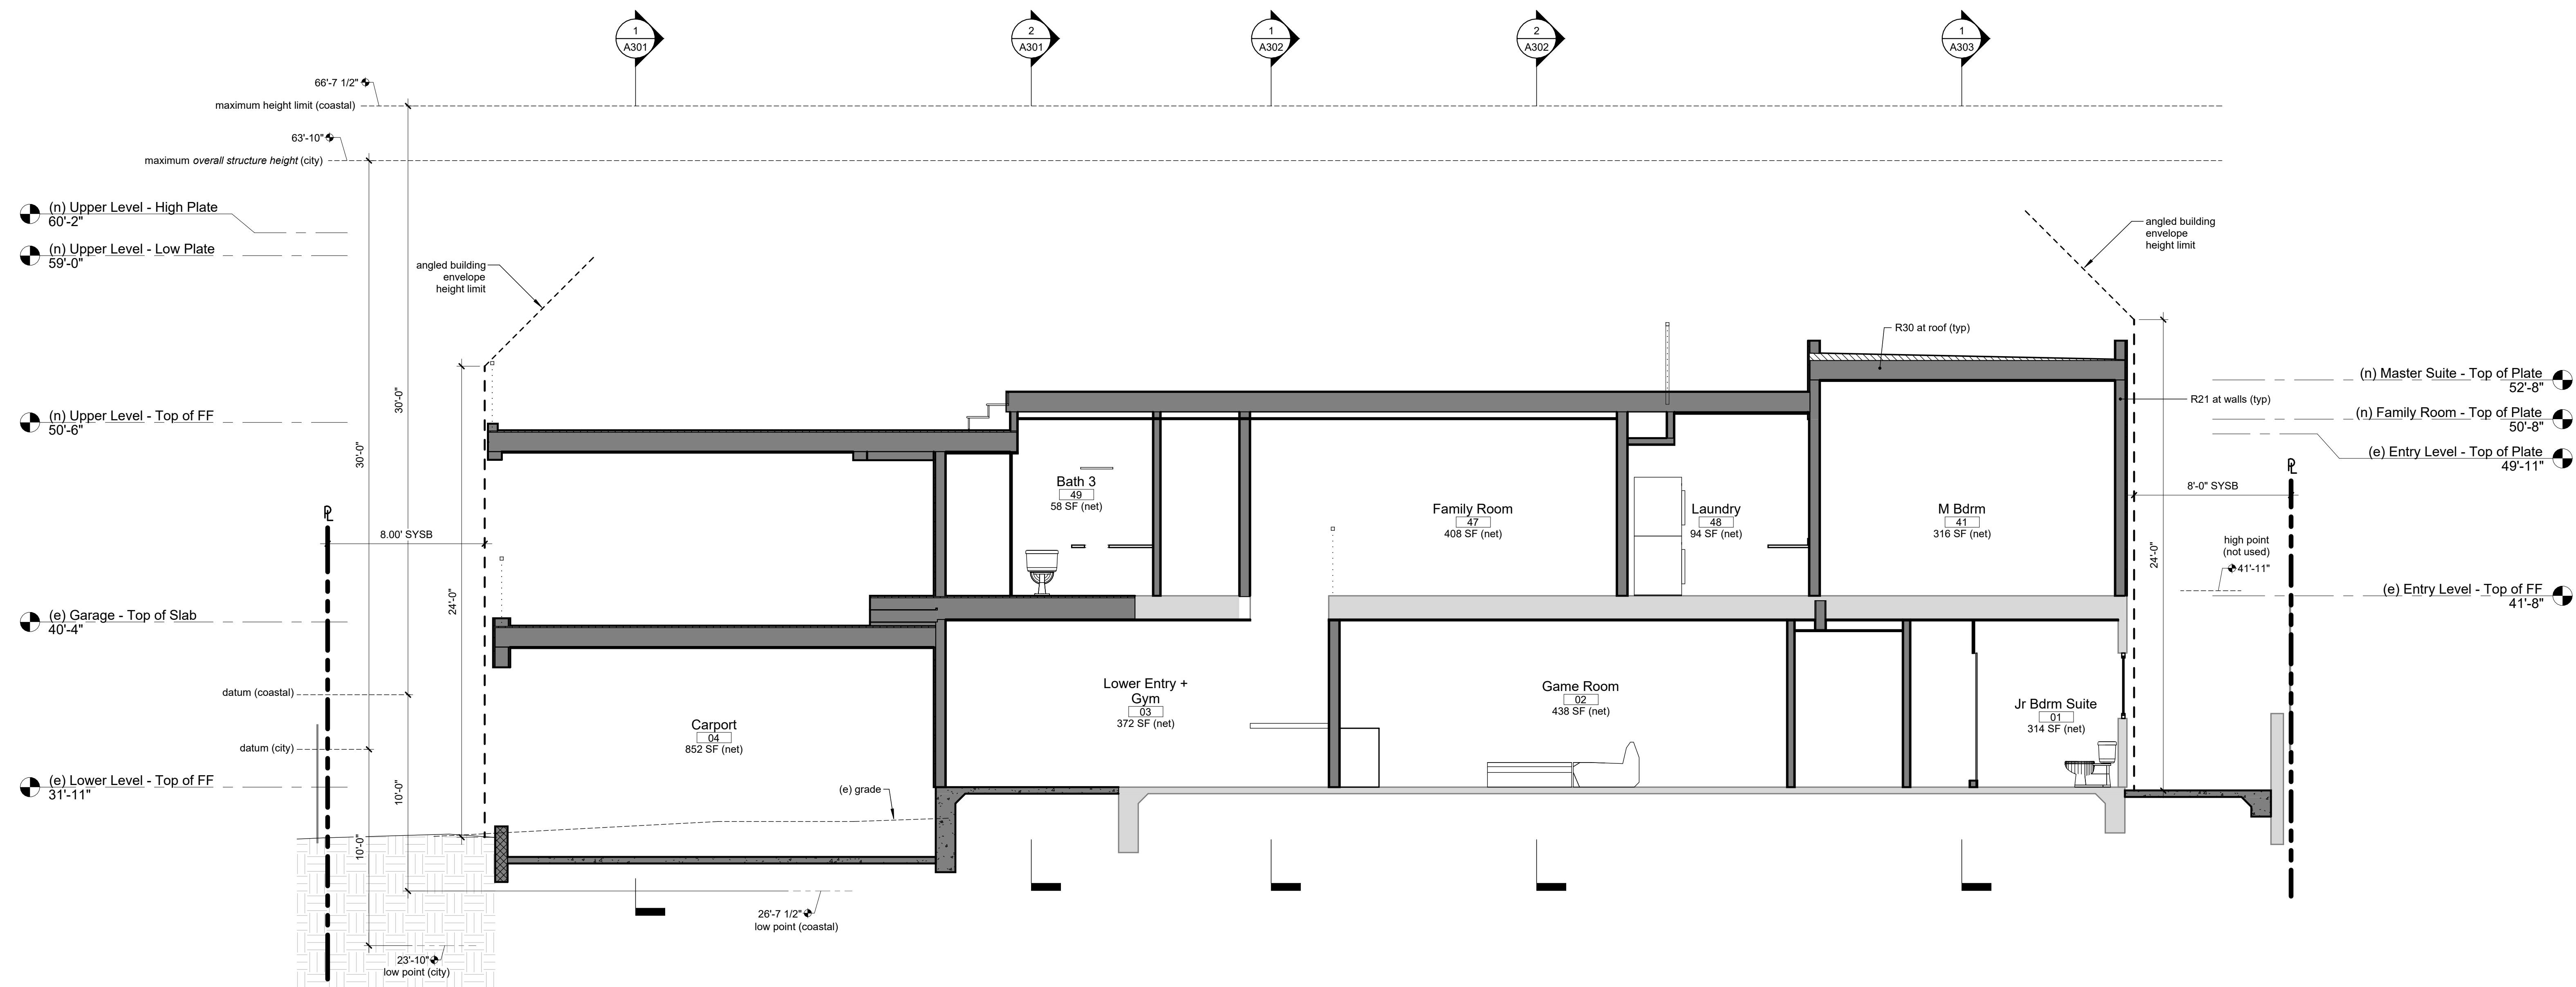 1
A301
2
A301
1
A302
2
A302
1
A303
66'-7 1/2"
maximum height limit (coastal)
63'-10"
maximum overall structure height (city)
(n) Upper Level - High Plate
60'-2"
(n) Upper Level - Low Plate
59'-0"
angled building
envelope
height limit
angled building
envelope
height limit
R30 at roof (typ)
(n) Master Suite - Top of Plate
52'-8"
R21 at walls (typ)
(n) Family Room - Top of Plate
50'-8"
(e) Entry Level - Top of Plate
49'-11"
30'-0"
30'-0"
(n) Upper Level - Top of FF
50'-6"
PL
PL
8'-0" SYSB
8.00' SYSB
24'-0"
24'-0"
Bath 3
49
58 SF (net)
Family Room
47
408 SF (net)
Laundry
48
94 SF (net)
M Bdrm
41
316 SF (net)
high point
(not used)
41'-11"
(e) Entry Level - Top of FF
41'-8"
(e) Garage - Top of Slab
40'-4"
datum (coastal)
datum (city)
(e) Lower Level - Top of FF
31'-11"
Carport
04
852 SF (net)
Lower Entry +
Gym
03
372 SF (net)
Game Room
02
438 SF (net)
Jr Bdrm Suite
01
314 SF (net)
10'-0"
10'-0"
(e) grade
26'-7 1/2"
low point (coastal)
23'-10"
low point (city)